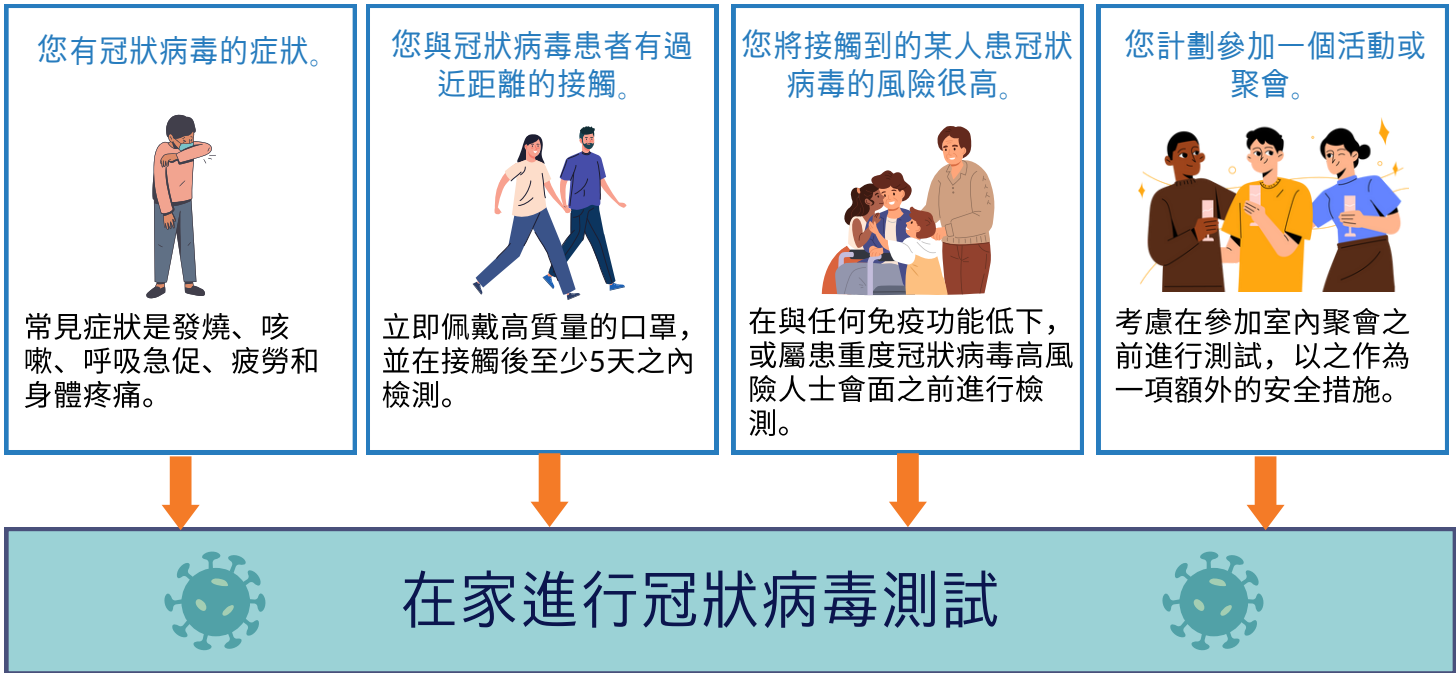 您有冠狀病毒的症狀。
常見症狀是發燒、咳
嗽、呼吸急促、疲勞和
身體疼痛。
您與冠狀病毒患者有過
近距離的接觸。
立即佩戴高質量的口罩，
並在接觸後至少5天之內
檢測。
您將接觸到的某人患冠狀
病毒的風險很高。
在與任何免疫功能低下，
或屬患重度冠狀病毒高風
險人士會面之前進行檢
測。
您計劃參加一個活動或
聚會。
考慮在參加室內聚會之
前進行測試，以之作為
一項額外的安全措施。
在家進行冠狀病毒測試